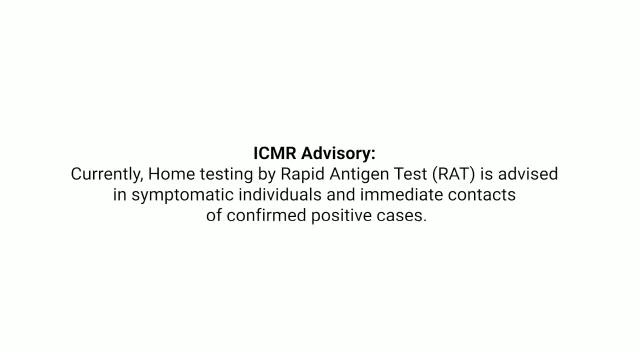 ICMR Advisory:
Currently, Home testing by Rapid Antigen Test (RAT) is advised
in symptomatic individuals and immediate contacts
of confirmed positive cases.